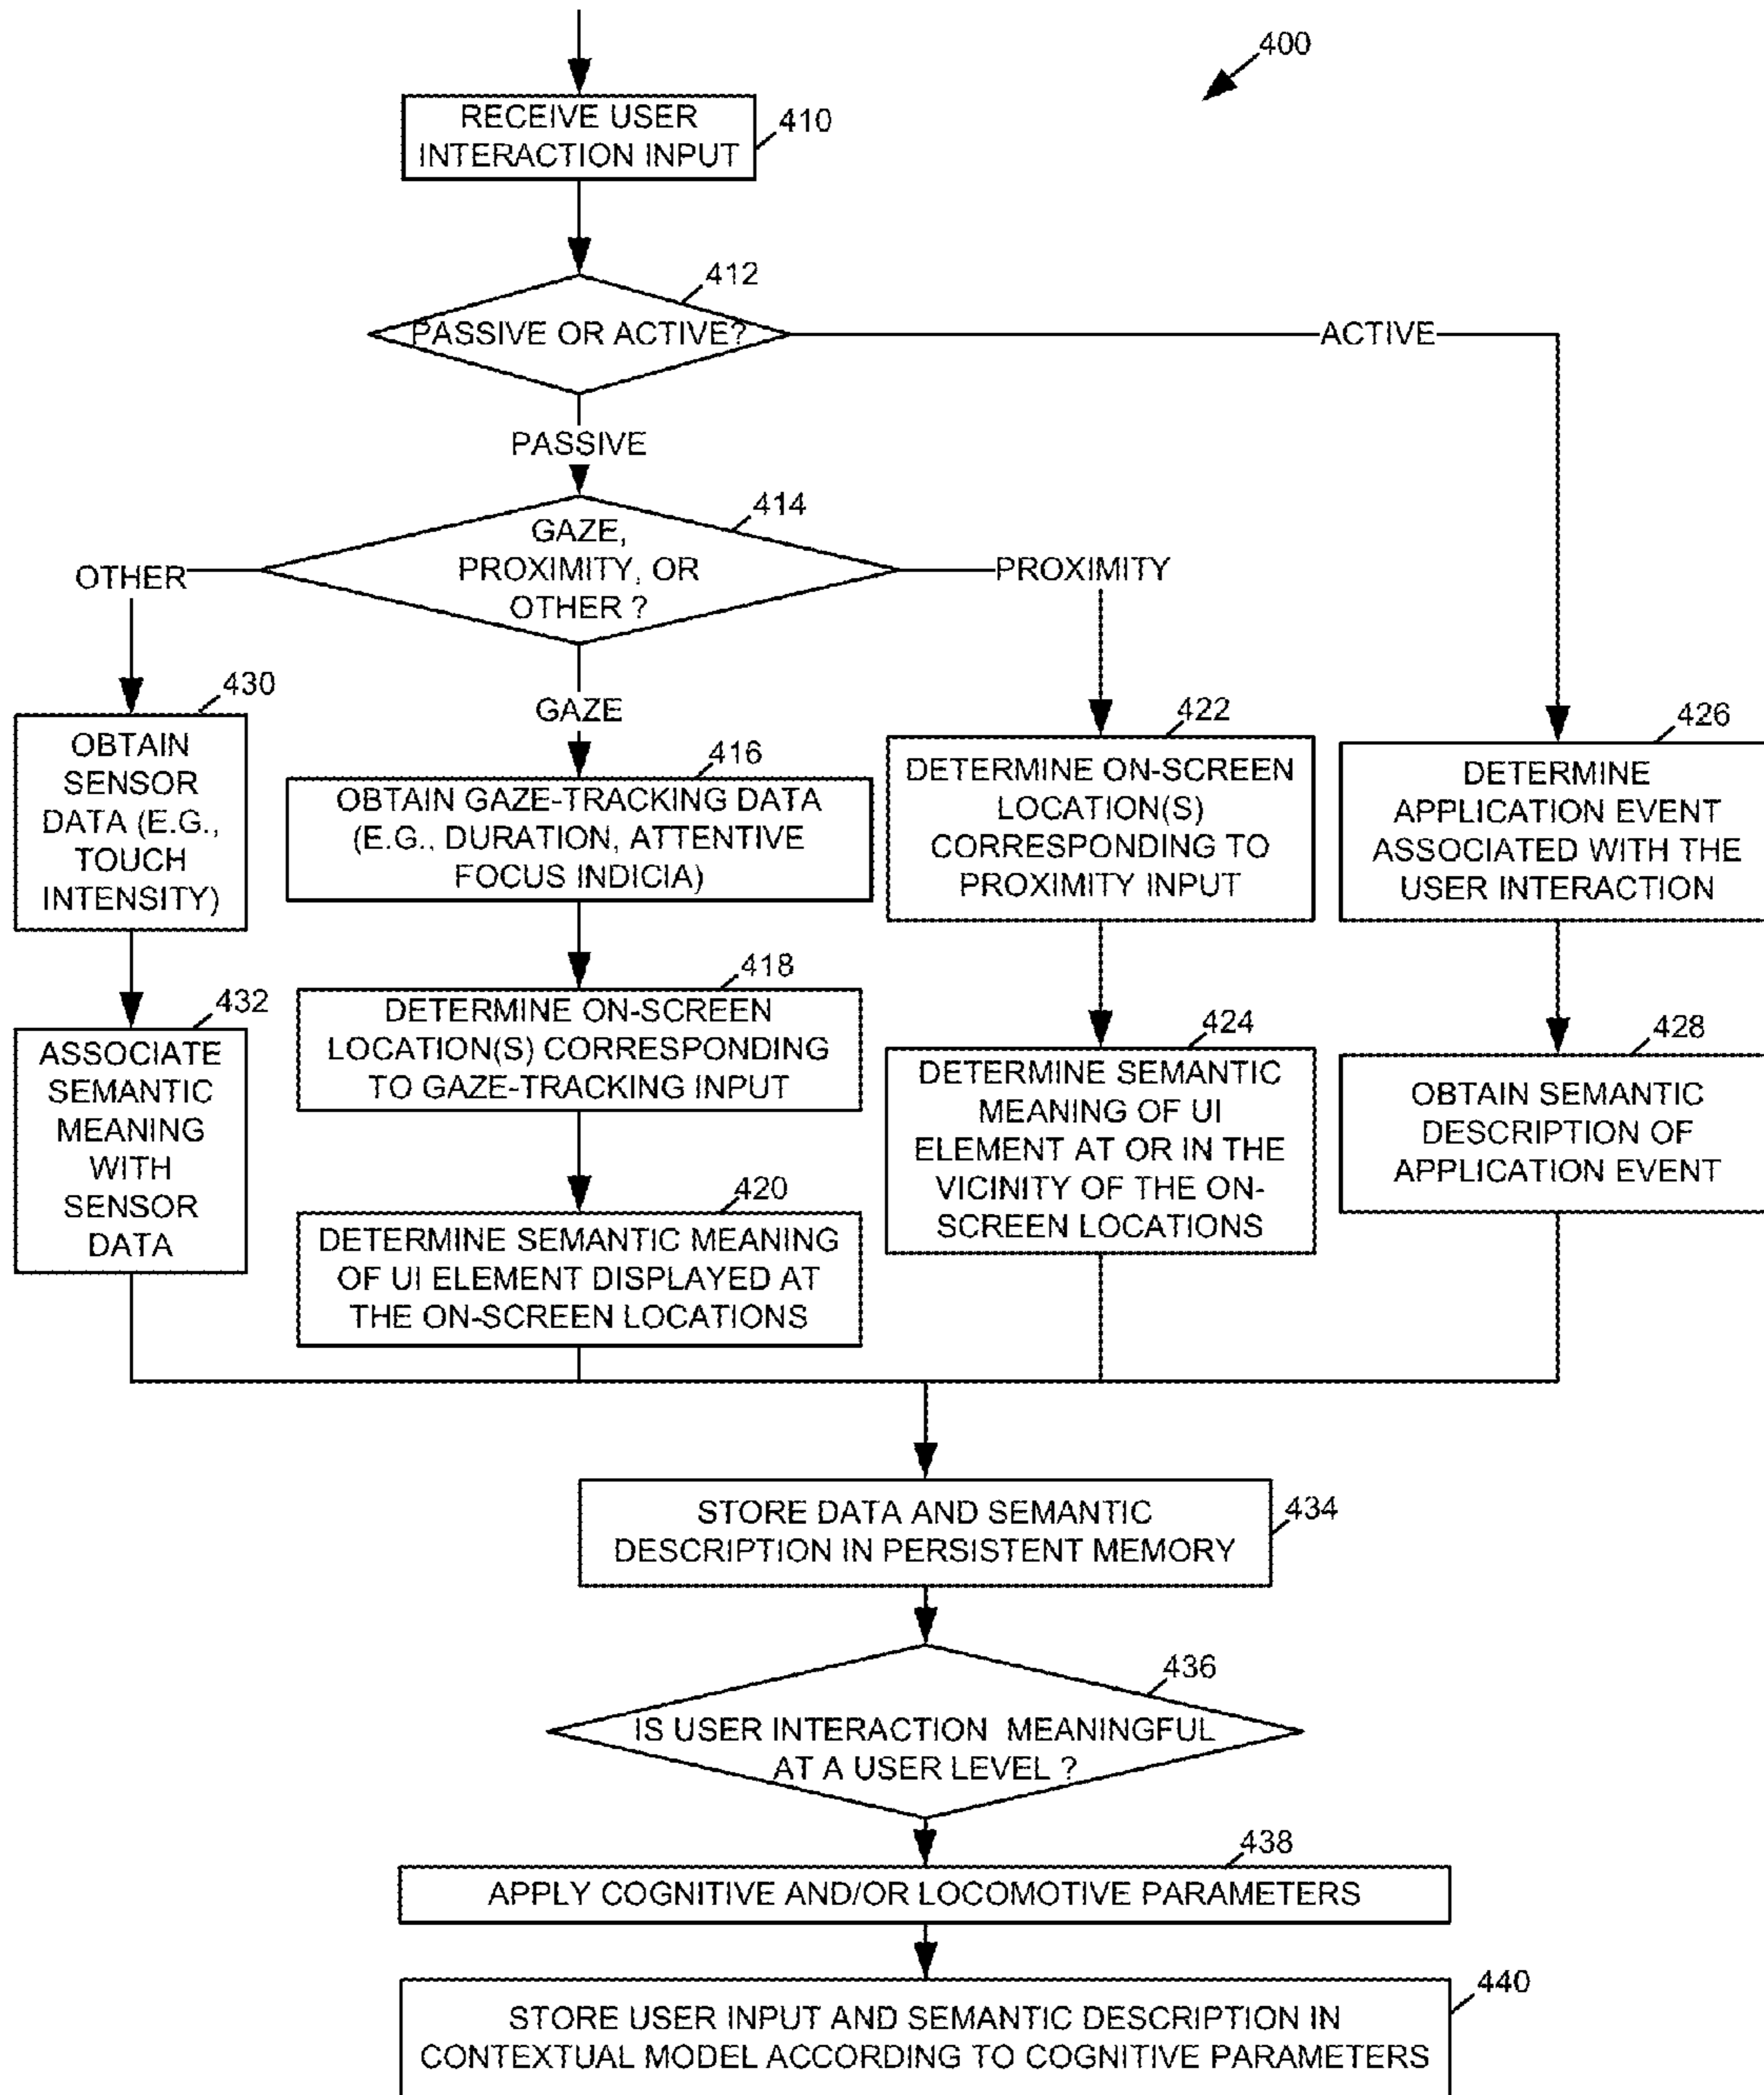 400
RECEIVE USER
INTERACTION INPUT
410
412
PASSIVE OR ACTIVE?
ACTIVE
PASSIVE
414
GAZE,
PROXIMITY, OR
OTHER ?
OTHER
PROXIMITY
GAZE
430
OBTAIN
SENSOR
DATA (E.G.,
TOUCH
INTENSITY)
416
OBTAIN GAZE-TRACKING DATA
(E.G., DURATION, ATTENTIVE
FOCUS INDICIA)
422
DETERMINE ON-SCREEN
LOCATION(S)
CORRESPONDING TO
PROXIMITY INPUT
426
DETERMINE
APPLICATION EVENT
ASSOCIATED WITH THE
USER INTERACTION
432
ASSOCIATE
SEMANTIC
MEANING
WITH
SENSOR
DATA
418
DETERMINE ON-SCREEN
LOCATION(S) CORRESPONDING
TO GAZE-TRACKING INPUT
424
DETERMINE SEMANTIC
MEANING OF UI
ELEMENT AT OR IN THE
VICINITY OF THE ON-
SCREEN LOCATIONS
428
OBTAIN SEMANTIC
DESCRIPTION OF
APPLICATION EVENT
420
DETERMINE SEMANTIC MEANING
OF UI ELEMENT DISPLAYED AT
THE ON-SCREEN LOCATIONS
STORE DATA AND SEMANTIC
DESCRIPTION IN PERSISTENT MEMORY
434
436
IS USER INTERACTION MEANINGFUL
AT A USER LEVEL ?
438
APPLY COGNITIVE AND/OR LOCOMOTIVE PARAMETERS
440
STORE USER INPUT AND SEMANTIC DESCRIPTION IN
CONTEXTUAL MODEL ACCORDING TO COGNITIVE PARAMETERS